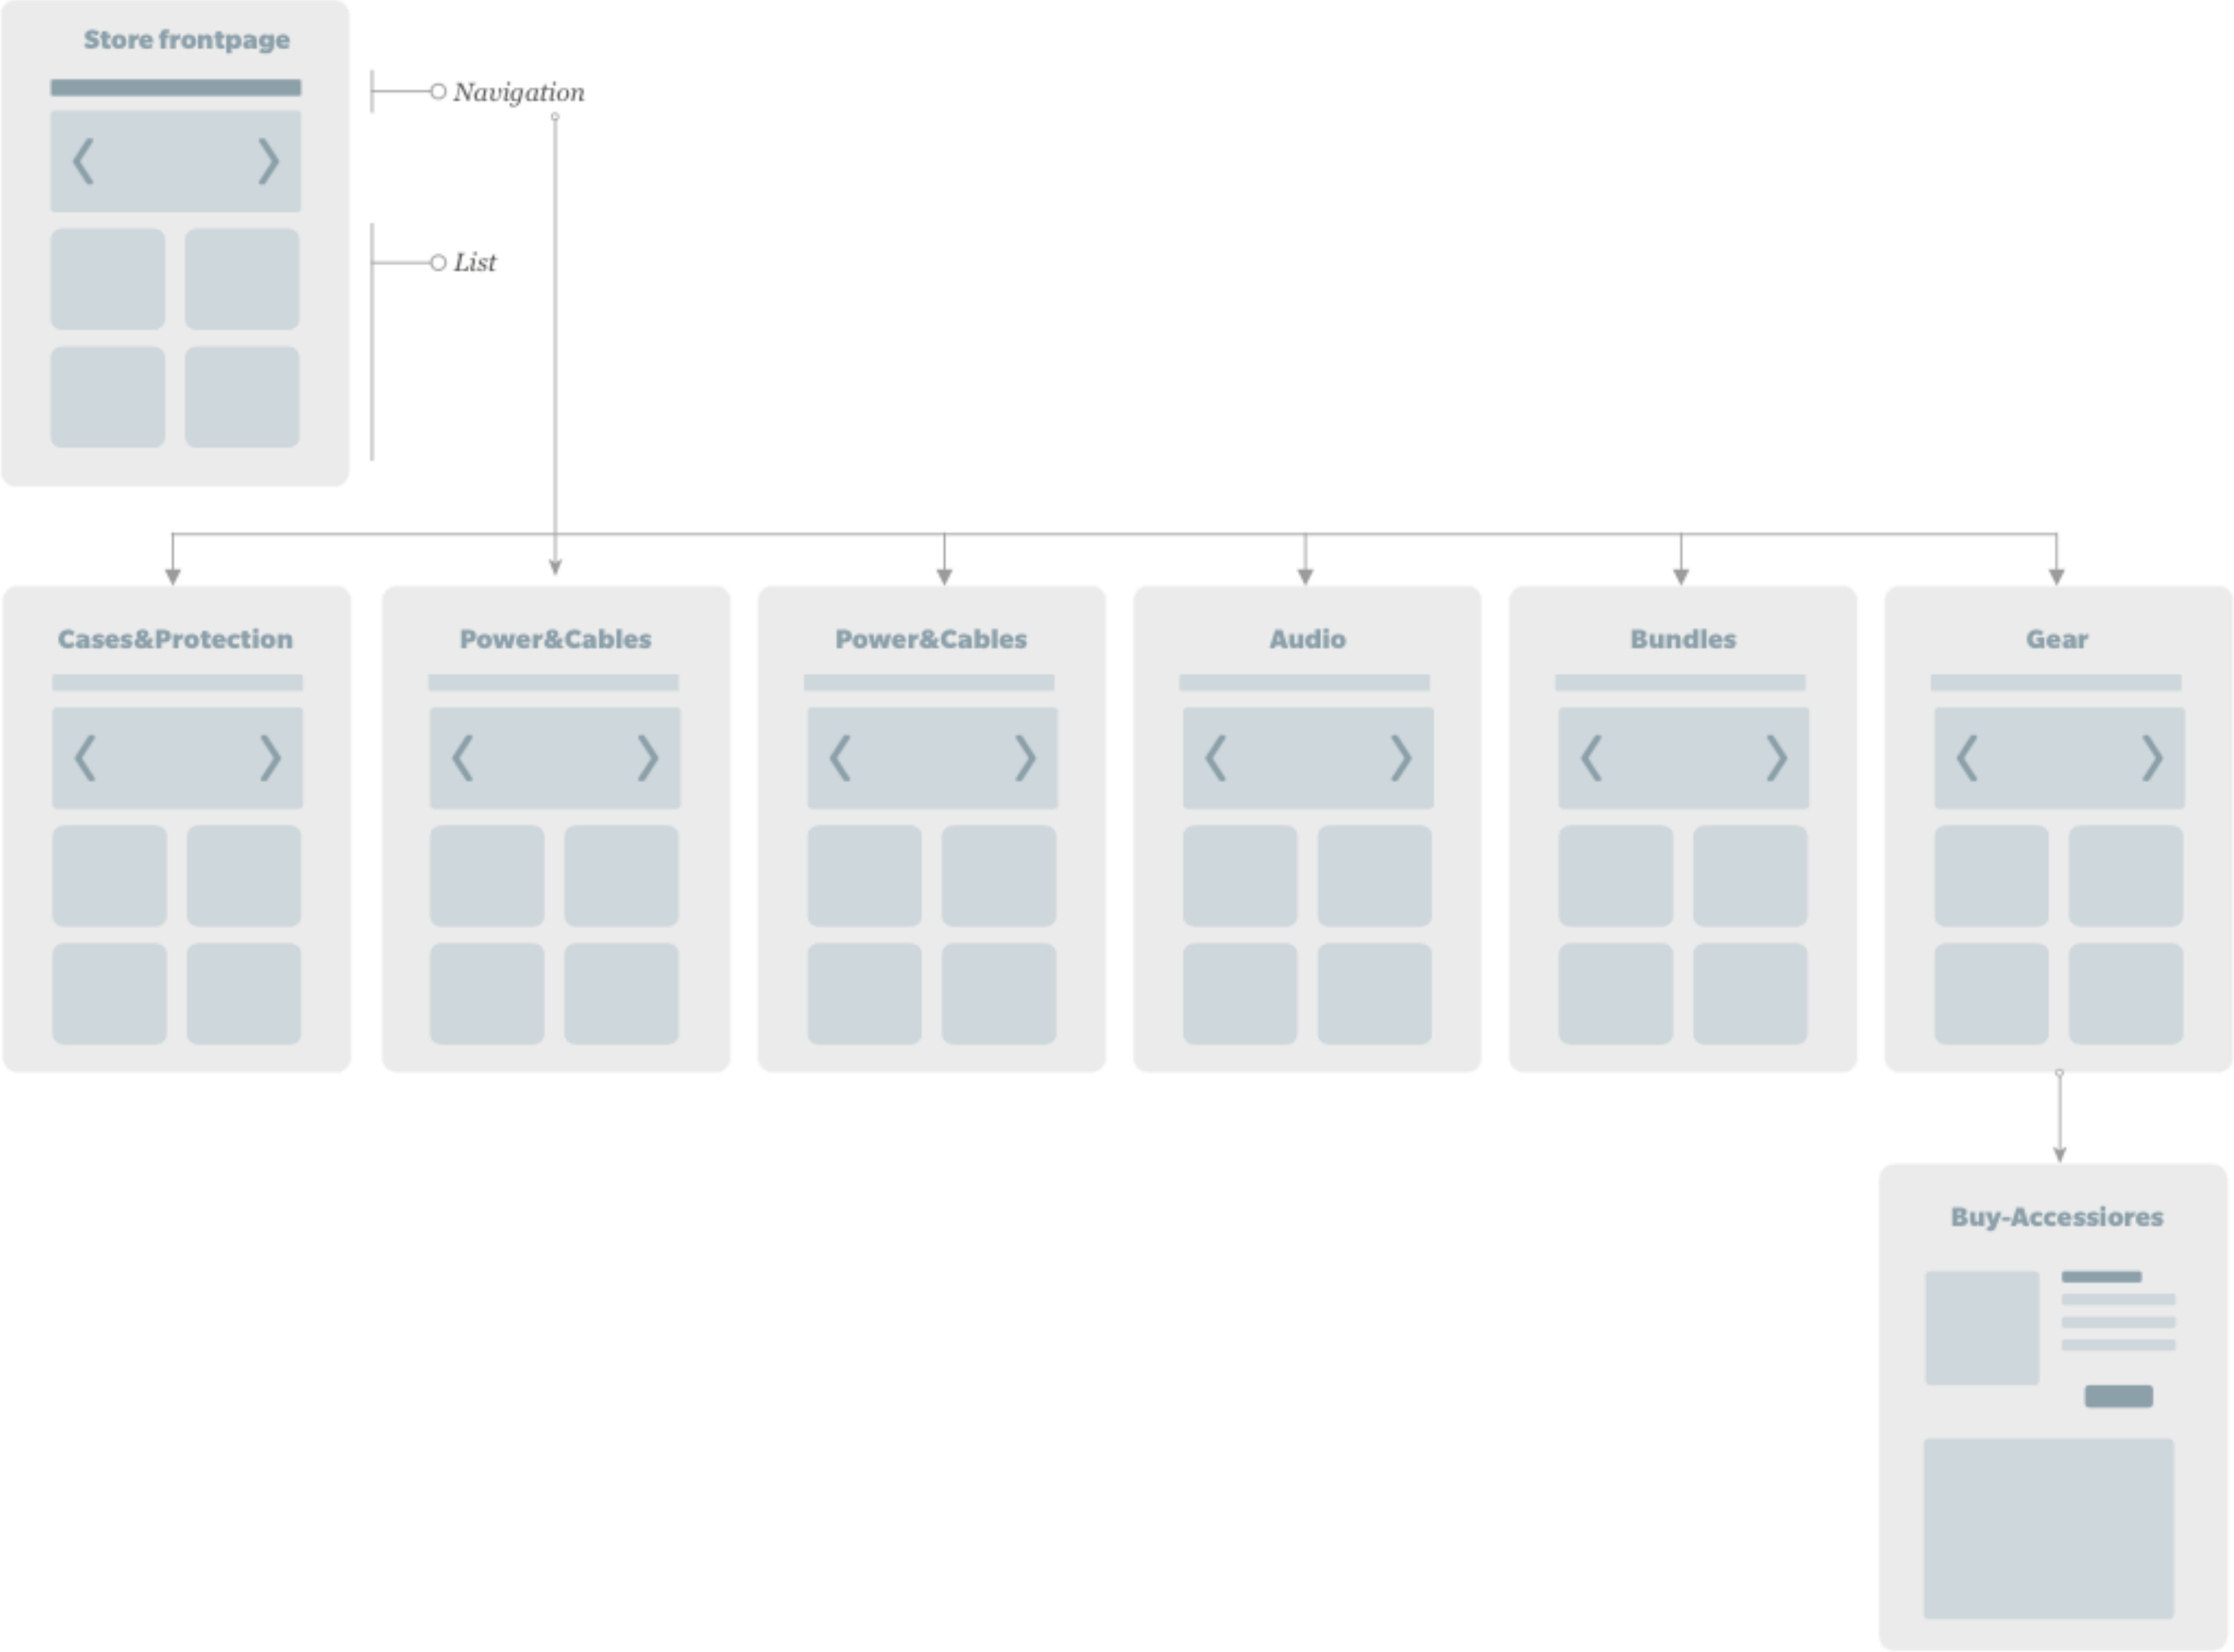 Store frontpage
Navigation
List
Cases&Protection
Power&Cables
Power&Cables
Audio
Bundles
Gear
Buy-Accessiores